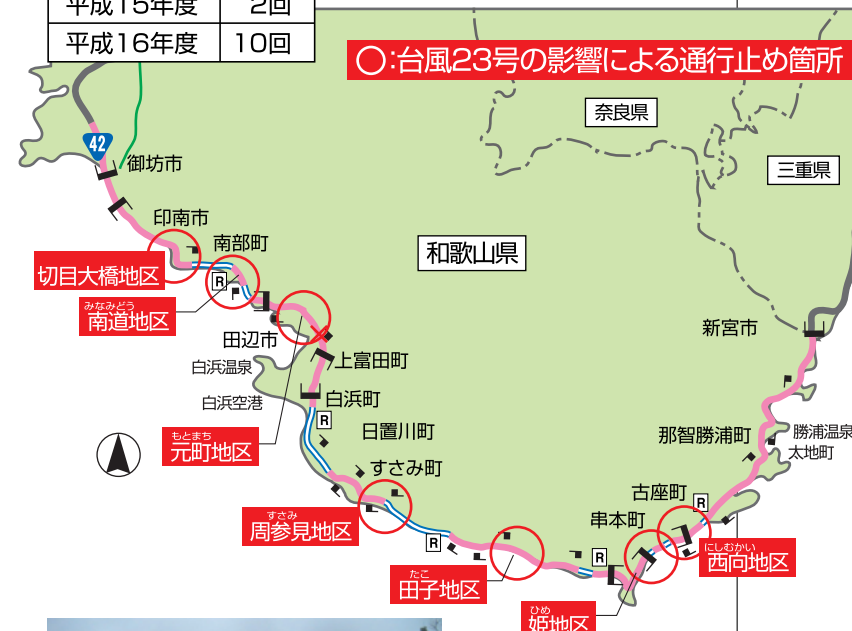 平成15年度 2回
平成16年度 10回
○:台風23号の影響による通行止め箇所
奈良県
三重県
42
御坊市
印南市
南部町
和歌山県
切目大橋地区
R
みなみどう
南道地区
新宮市
田辺市
上富田町
白浜温泉
白浜町
白浜空港
R
日置川町
那智勝浦町
勝浦温泉
太地町
もとまち
元町地区
すさみ町
古座町
R
すさみ
周参見地区
串本町
R
R
にしむかい
西向地区
たこ
田子地区
ひめ
姫地区